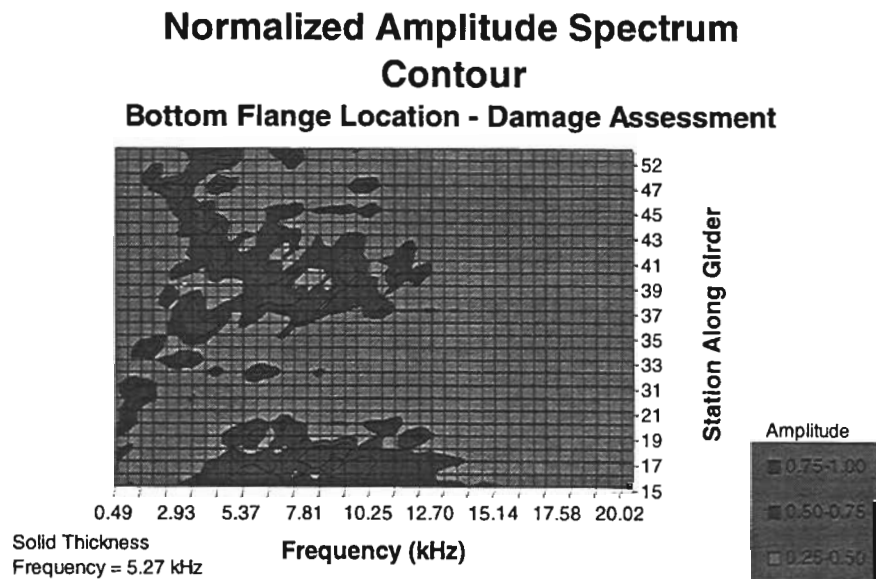 Normalized Amplitude Spectrum
Contour
Bottom Flange Location - Damage Assessment
52
47
45
43
41
39
37
35
33
31
21
19
17
15
Station Along Girder
0.49 2.93 5.37 7.81 10.25 12.70 15.14 17.58 20.02
Frequency (kHz)
Solid Thickness
Frequency = 5.27 kHz
Amplitude
0.75-1.00
0.50-0.75
0.25-0.50